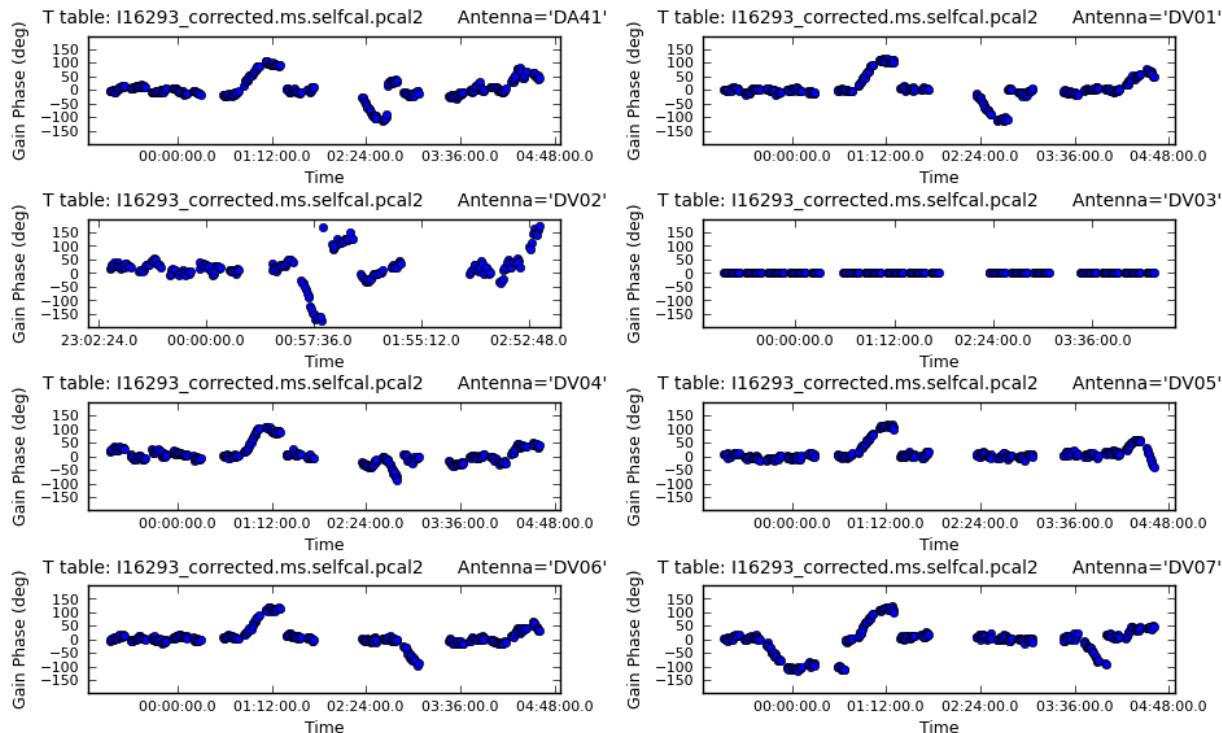 T table: I16293_corrected.ms.selfcal.pcal2 Antenna='DA41'
Gain Phase (deg)
150
100
50
0
−50
−100
−150
00:00:00.0 01:12:00.0 02:24:00.0 03:36:00.0 04:48:00.0
Time
T table: I16293_corrected.ms.selfcal.pcal2 Antenna='DV01'
Gain Phase (deg)
150
100
50
0
−50
−100
−150
00:00:00.0 01:12:00.0 02:24:00.0 03:36:00.0 04:48:00.0
Time
T table: I16293_corrected.ms.selfcal.pcal2 Antenna='DV02'
Gain Phase (deg)
150
100
50
0
−50
−100
−150
23:02:24.0 00:00:00.0 00:57:36.0 01:55:12.0 02:52:48.0
Time
T table: I16293_corrected.ms.selfcal.pcal2 Antenna='DV03'
Gain Phase (deg)
150
100
50
0
−50
−100
−150
00:00:00.0 01:12:00.0 02:24:00.0 03:36:00.0
Time
T table: I16293_corrected.ms.selfcal.pcal2 Antenna='DV04'
Gain Phase (deg)
150
100
50
0
−50
−100
−150
00:00:00.0 01:12:00.0 02:24:00.0 03:36:00.0 04:48:00.0
Time
T table: I16293_corrected.ms.selfcal.pcal2 Antenna='DV05'
Gain Phase (deg)
150
100
50
0
−50
−100
−150
00:00:00.0 01:12:00.0 02:24:00.0 03:36:00.0 04:48:00.0
Time
T table: I16293_corrected.ms.selfcal.pcal2 Antenna='DV06'
Gain Phase (deg)
150
100
50
0
−50
−100
−150
00:00:00.0 01:12:00.0 02:24:00.0 03:36:00.0 04:48:00.0
Time
T table: I16293_corrected.ms.selfcal.pcal2 Antenna='DV07'
Gain Phase (deg)
150
100
50
0
−50
−100
−150
00:00:00.0 01:12:00.0 02:24:00.0 03:36:00.0 04:48:00.0
Time